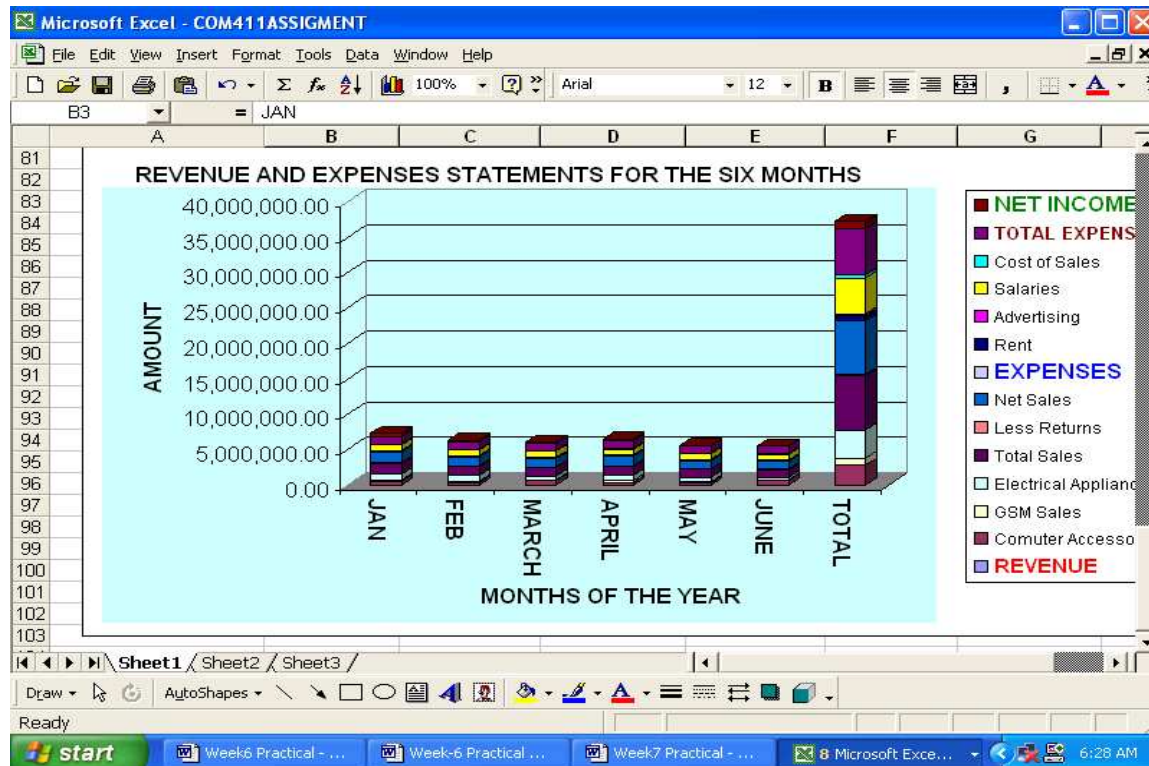 Microsoft Excel - COM411ASSIGMENT
File Edit View Insert Format Tools Data Window Help
100% Arial 12 B A
B3 = JAN
A B C D E F G
81
82
83
84
85
86
87
88
89
90
91
92
93
94
95
96
97
98
99
100
101
102
103
REVENUE AND EXPENSES STATEMENTS FOR THE SIX MONTHS
40,000,000.00
35,000,000.00
30,000,000.00
25,000,000.00
20,000,000.00
15,000,000.00
10,000,000.00
5,000,000.00
0.00
AMOUNT
JAN
FEB
MARCH
APRIL
MAY
JUNE
TOTAL
MONTHS OF THE YEAR
NET INCOME
TOTAL EXPENS
Cost of Sales
Salaries
Advertising
Rent
EXPENSES
Net Sales
Less Returns
Total Sales
Electrical Applianc
GSM Sales
Comuter Accesso
REVENUE
Sheet1 Sheet2 Sheet3
Draw AutoShapes
Ready
start Week6 Practical - ... Week-6 Practical ... Week7 Practical - ... 8 Microsoft Exce... 6:28 AM